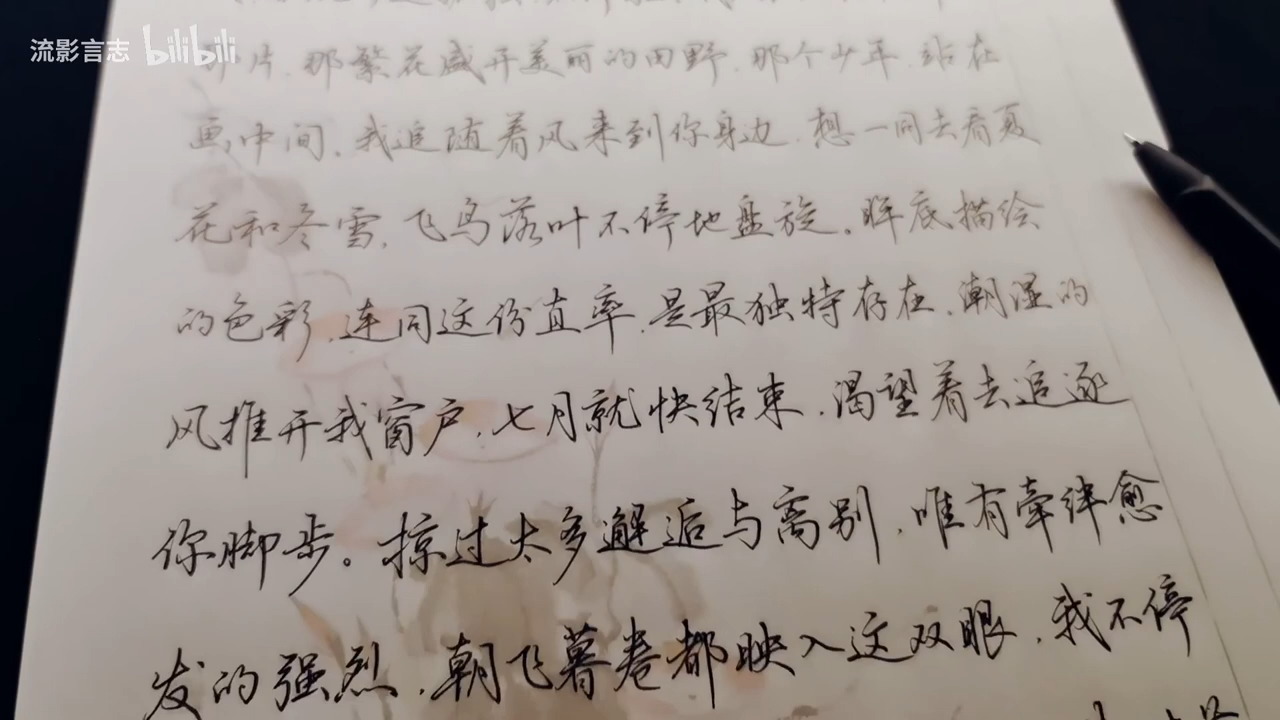 流影言志 bilibili
片,那繁花盛开美丽的田野,那个少年,站在
画中间,我追随着风来到你身边,想一同去看夏
花和冬雪,飞鸟落叶不停地盘旋。眸底描绘
的色彩,连同这份直率,是最独特存在,潮湿的
风推开我窗户,七月就快结束,渴望着去追逐
你脚步。掠过太多邂逅与离别,唯有牵绊愈
发的强烈,朝飞暮卷都映入这双眼,我不停